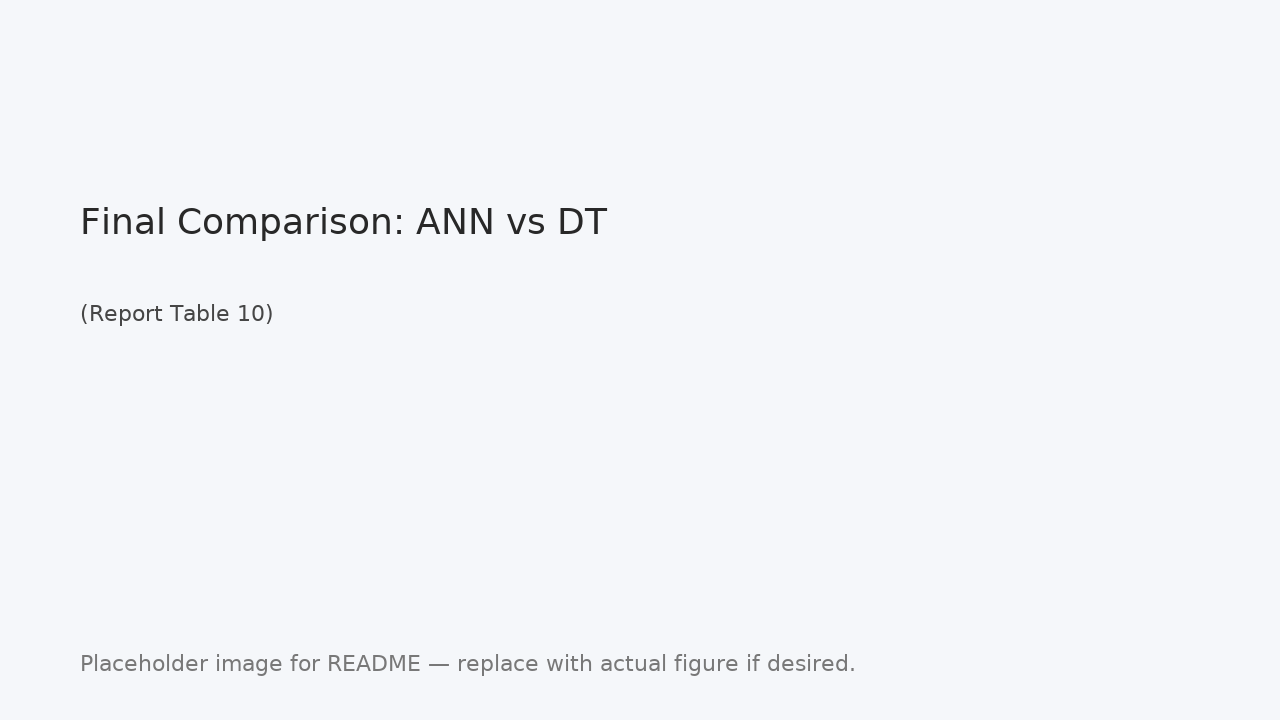 Final Comparison: ANN vs DT
(Report Table 10)
Placeholder image for README — replace with actual figure if desired.